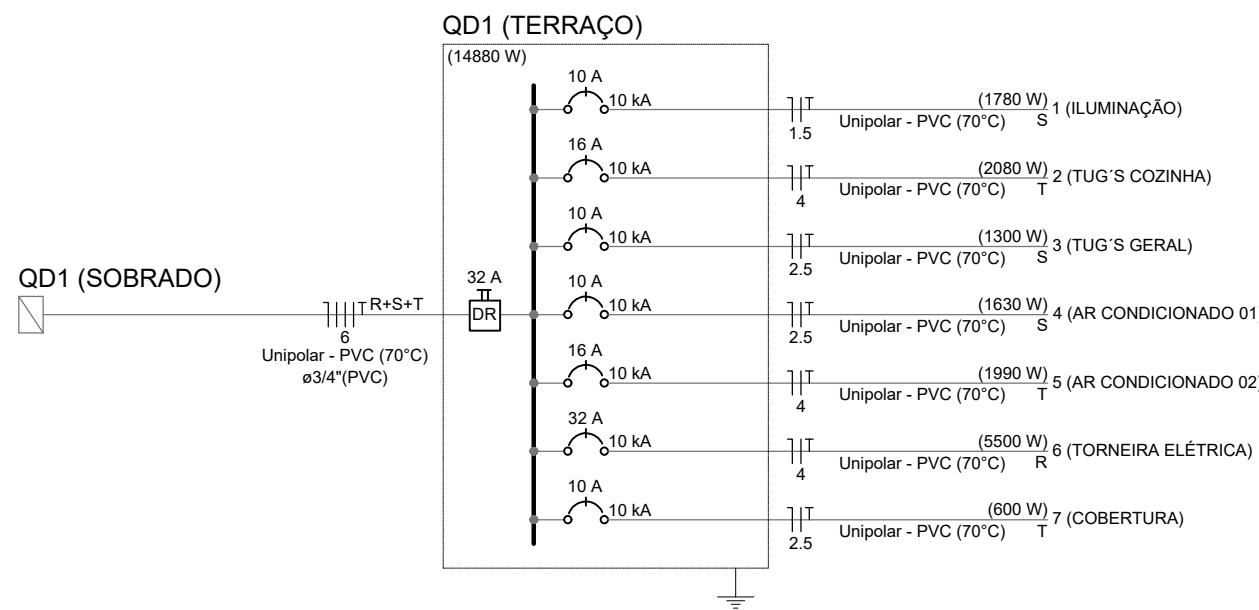 QD1 (TERRAÇO)
(14880 W)
10 A
10 kA
T
1.5
Unipolar - PVC (70°C)
(1780 W)
S
1 (ILUMINAÇÃO)
16 A
10 kA
T
4
Unipolar - PVC (70°C)
(2080 W)
T
2 (TUG´S COZINHA)
10 A
10 kA
T
2.5
Unipolar - PVC (70°C)
(1300 W)
S
3 (TUG´S GERAL)
QD1 (SOBRADO)
T R+S+T
6
Unipolar - PVC (70°C)
ø3/4"(PVC)
32 A
DR
10 A
10 kA
T
2.5
Unipolar - PVC (70°C)
(1630 W)
S
4 (AR CONDICIONADO 01
16 A
10 kA
T
4
Unipolar - PVC (70°C)
(1990 W)
T
5 (AR CONDICIONADO 02)
32 A
10 kA
T
4
Unipolar - PVC (70°C)
(5500 W)
R
6 (TORNEIRA ELÉTRICA)
10 A
10 kA
T
2.5
Unipolar - PVC (70°C)
(600 W)
T
7 (COBERTURA)